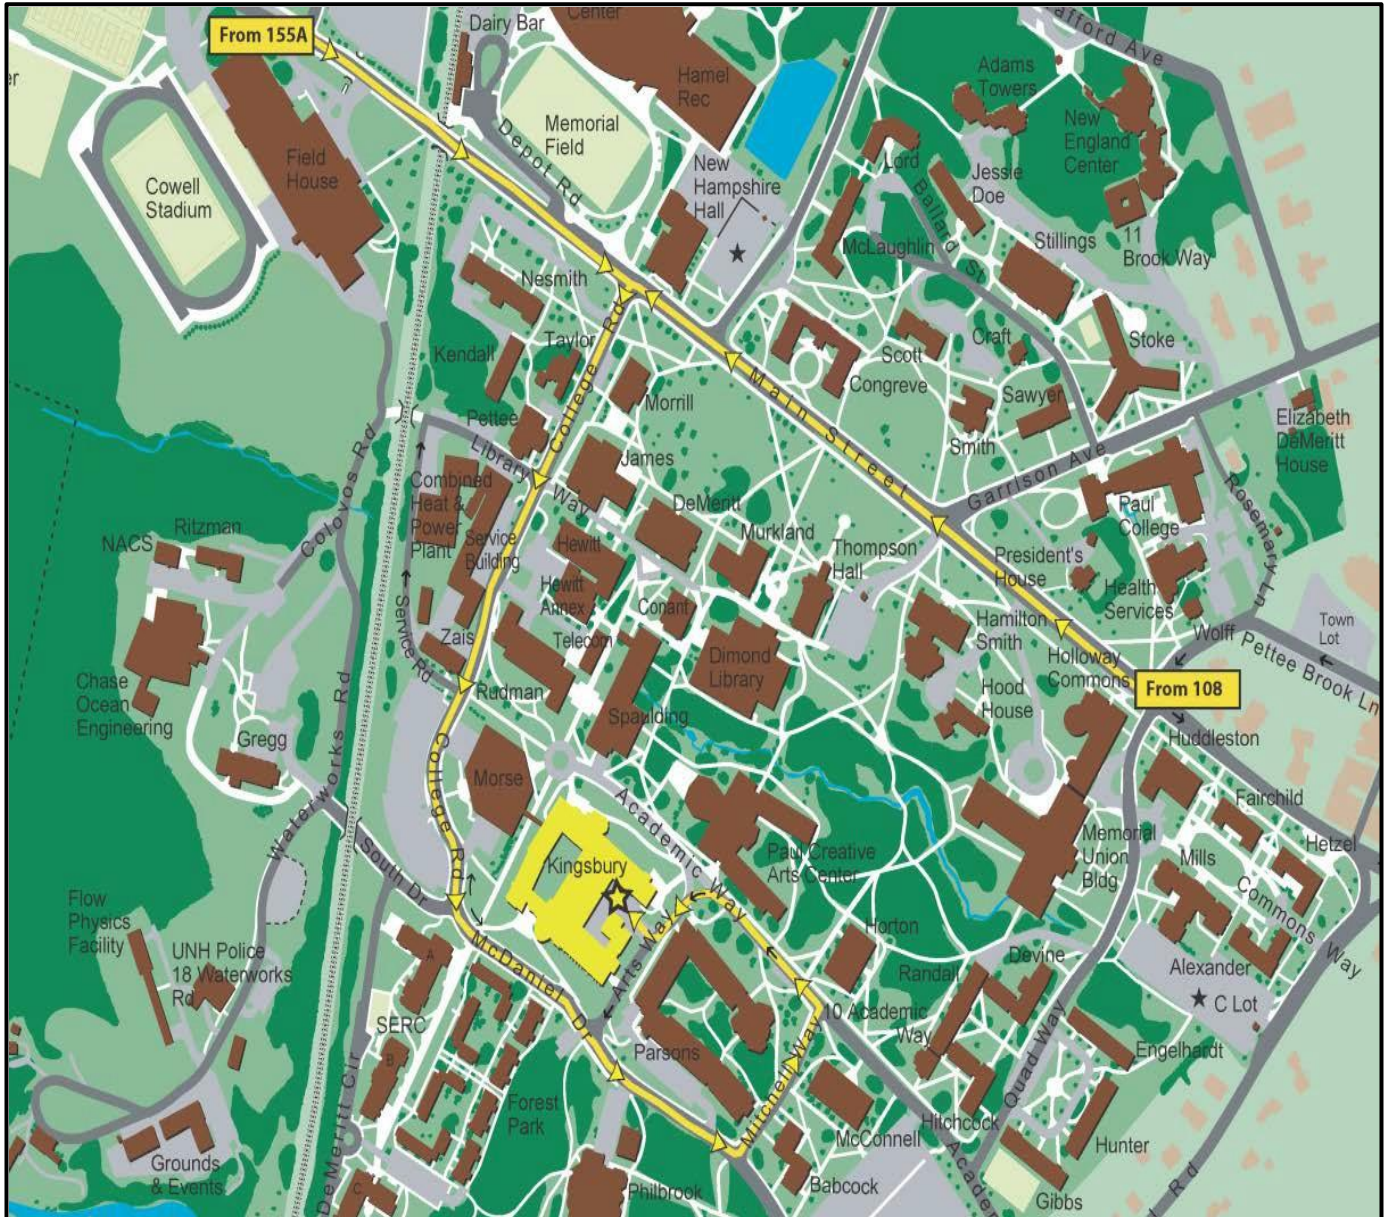 From 155A
Dairy Bar
Center
Hamel
Rec
afford Ave
Adams
Towers
New
England
Center
er
Field
House
Cowell
Stadium
Memorial
Field
Depot Rd
New
Hampshire
Hall
Lord
Ballard St
Jessie
Doe
McLaughlin
Stillings
11
Brook Way
Nesmith
Taylor
Kendall
College Rd
Main Street
Scott
Congreve
Craft
Stoke
Sawyer
Smith
Morrill
Pettee
Library Way
James
Garrison Ave
Elizabeth
DeMeritt
House
Colovos Rd
Combined
Heat &
Power
Plant
Service
Building
DeMeritt
Murkland
Thompson
Hall
Paul
College
Rosemary Ln
Ritzman
NACS
Hewitt
Hewitt
Annex
Conant
President's
House
Health
Services
Service Rd
Zais
Telecom
Dimond
Library
Hamilton
Smith
Holloway
Commons
Wolff
Town
Lot
Pettee Brook Ln
From 108
Chase
Ocean
Engineering
Gregg
Rudman
Spaulding
Hood
House
Huddleston
Waterworks Rd
College Rd
Morse
Academic Way
Fairchild
Hetzel
South Dr
Kingsbury
Paul Creative
Arts Center
Memorial
Union
Bldg
Mills
Commons Way
Flow
Physics
Facility
UNH Police
18 Waterworks
Rd
A
McDaniel Dr
Arts Way
Horton
Randall
Devine
Alexander
C Lot
SERC
B
10 Academic
Way
Parsons
Mitchell Way
Quad Way
Engelhardt
DeMeritt Cir
Forest
Park
McConnell
Hitchcock
Hunter
Grounds
& Events
C
Philbrook
Babcock
Academ
Gibbs
Rd